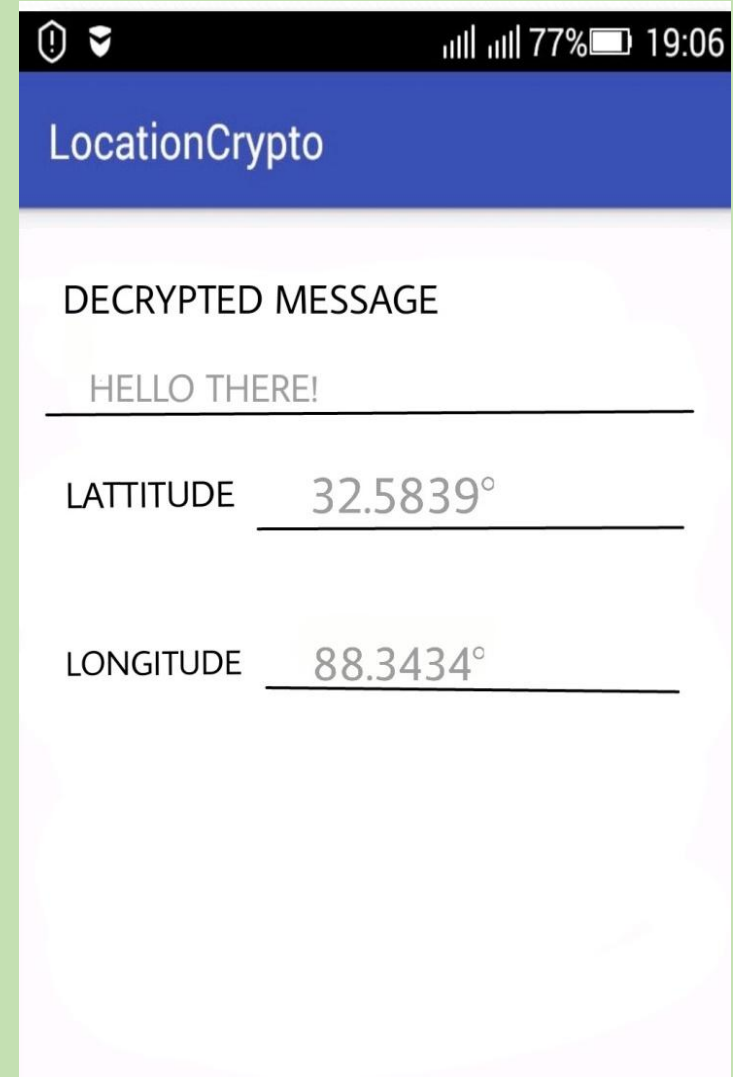 77% 19:06
LocationCrypto
DECRYPTED MESSAGE
HELLO THERE!
LATTITUDE 32.5839°
LONGITUDE 88.3434°